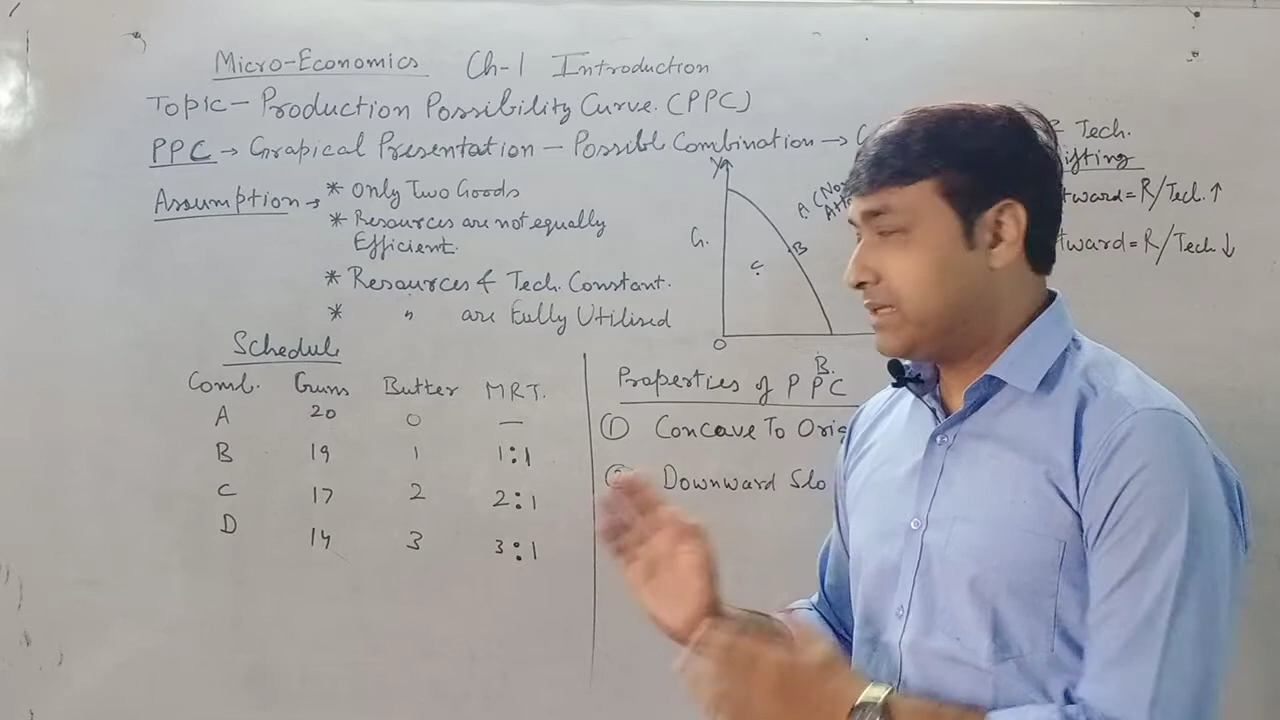 Micro-Economics Ch-1 Introduction
Topic - Production Possibility Curve. (PPC)
PPC → Grapical Presentation - Possible Combination →
Assumption → * Only Two Goods
* Resources are not equally
Efficient.
* Resources & Tech. Constant.
* " are Fully Utilised
Y
A
G.
B
C
O
B.
Tech.
= R/Tech. ↑
= R/Tech ↓
Schedule
Comb. Guns Butter MRT.
A 20 0 —
B 19 1 1:1
C 17 2 2:1
D 14 3 3:1
Properties of PPC
① Concave To
② Downward